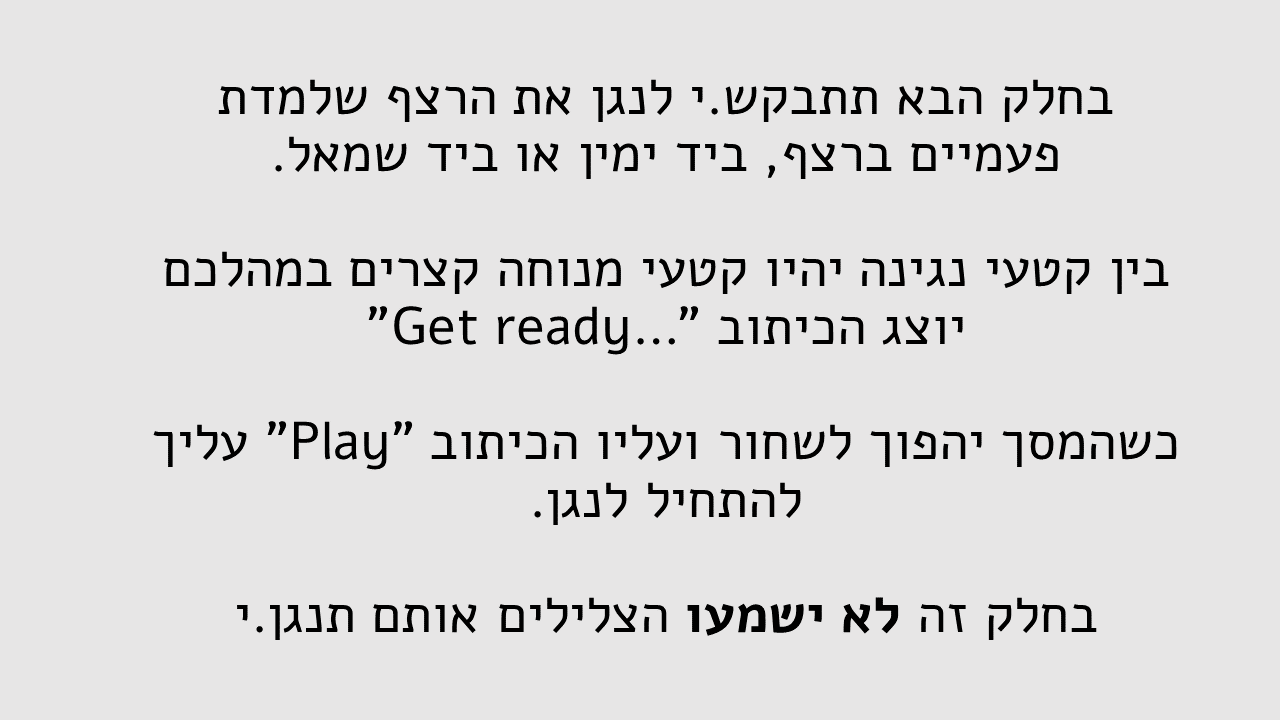 בחלק הבא תתבקש.י לנגן את הרצף שלמדת
פעמיים ברצף, ביד ימין או ביד שמאל.
בין קטעי נגינה יהיו קטעי מנוחה קצרים במהלכם
יוצג הכיתוב ”Get ready...”
כשהמסך יהפוך לשחור ועליו הכיתוב ”Play” עליך
להתחיל לנגן.
בחלק זה לא ישמעו הצלילים אותם תנגן.י